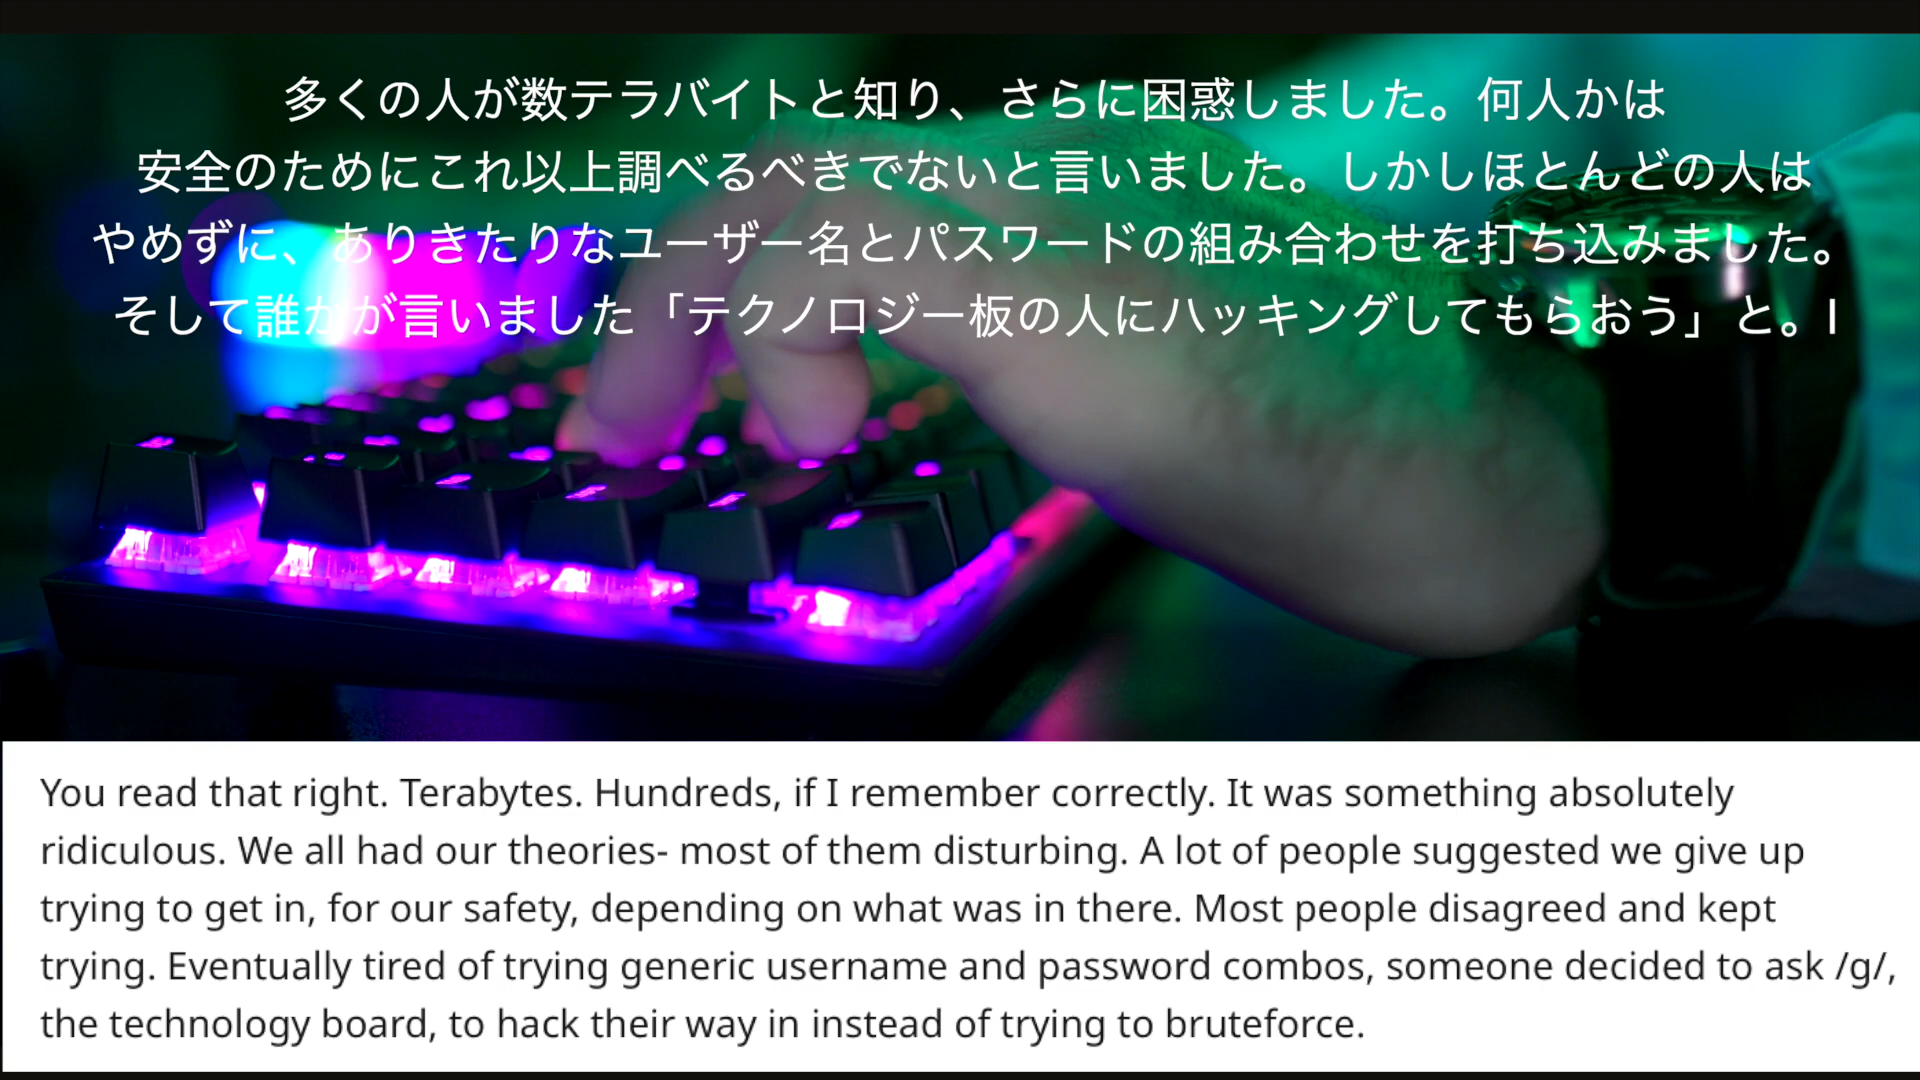 多くの人が数テラバイトと知り、さらに困惑しました。何人かは
安全のためにこれ以上調べるべきでないと言いました。しかしほとんどの人は
やめずに、ありきたりなユーザー名とパスワードの組み合わせを打ち込みました。
そして誰かが言いました「テクノロジー板の人にハッキングしてもらおう」と。|
You read that right. Terabytes. Hundreds, if I remember correctly. It was something absolutely
ridiculous. We all had our theories- most of them disturbing. A lot of people suggested we give up
trying to get in, for our safety, depending on what was in there. Most people disagreed and kept
trying. Eventually tired of trying generic username and password combos, someone decided to ask /g/,
the technology board, to hack their way in instead of trying to bruteforce.